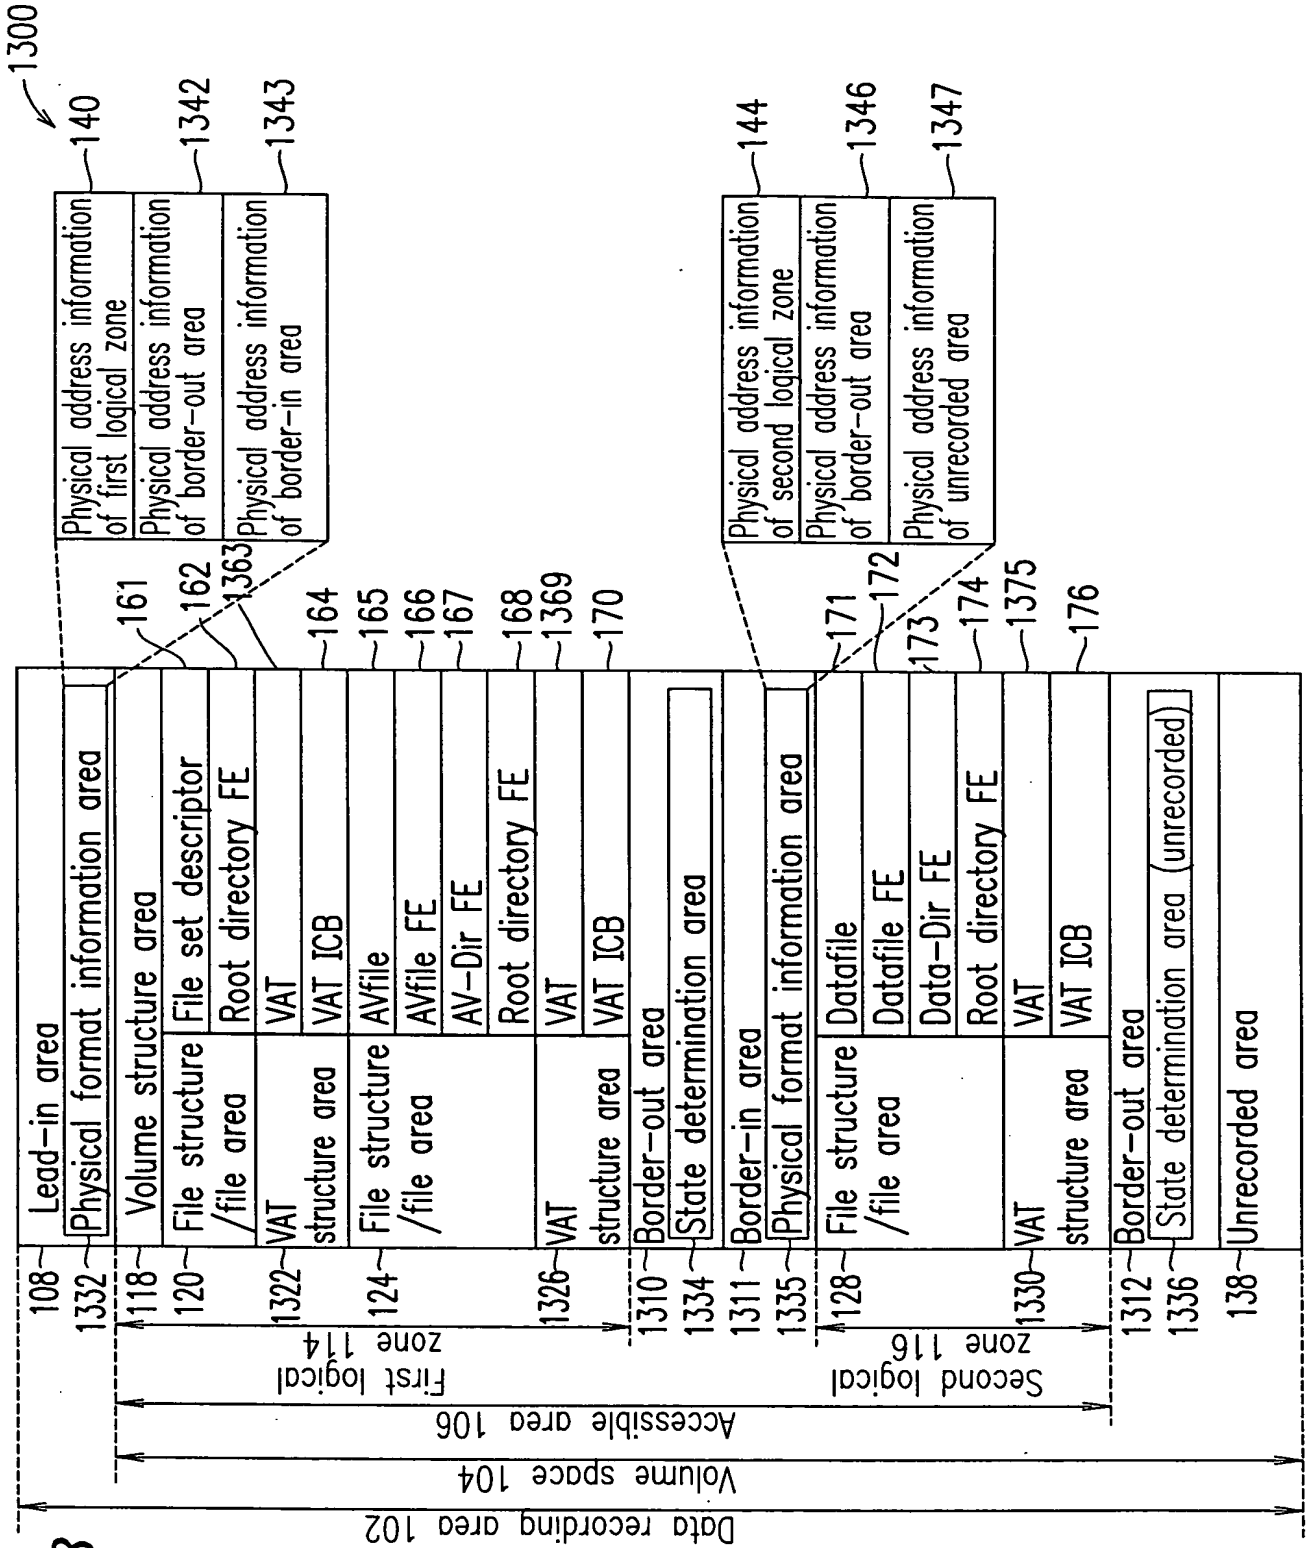 1300
Physical address information
of first logical zone
140
Physical address information
of border-out area
1342
Physical address information
of border-in area
1343
Physical address information
of second logical zone
144
Physical address information
of border-out area
1346
Physical address information
of unrecorded area
1347
108
Lead-in area
1332
Physical format information area
118
Volume structure area
120
File structure
/file area
File set descriptor
161
Root directory FE
162
1322
VAT
structure area
VAT
1363
VAT ICB
164
124
File structure
/file area
AVfile
165
AVfile FE
166
AV-Dir FE
167
Root directory FE
168
1326
VAT
structure area
VAT
1369
VAT ICB
170
1310
Border-out area
1334
State determination area
1311
Border-in area
1335
Physical format information area
128
File structure
/file area
Datafile
171
Datafile FE
172
Data-Dir FE
173
Root directory FE
174
1330
VAT
structure area
VAT
1375
VAT ICB
176
1312
Border-out area
1336
State determination area (unrecorded)
138
Unrecorded area
First logical
zone 114
Second logical
zone 116
Accessible area 106
Volume space 104
Data recording area 102